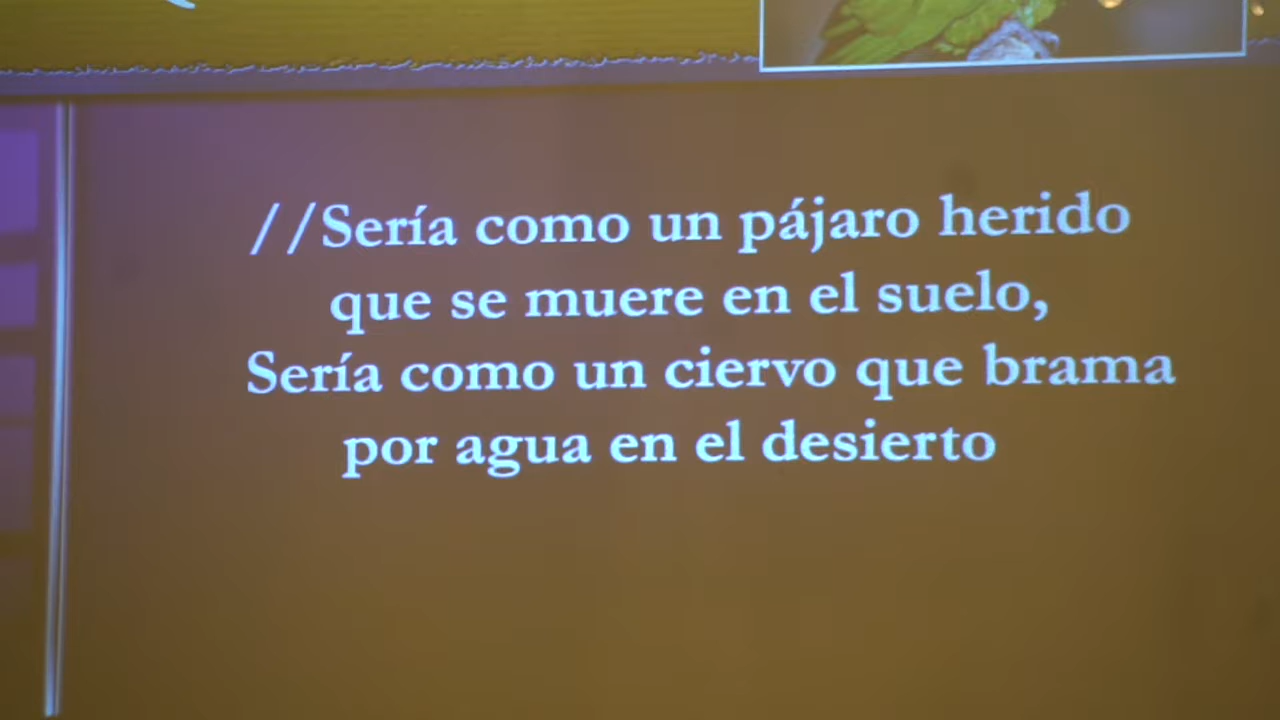 //Sería como un pájaro herido
que se muere en el suelo,
Sería como un ciervo que brama
por agua en el desierto